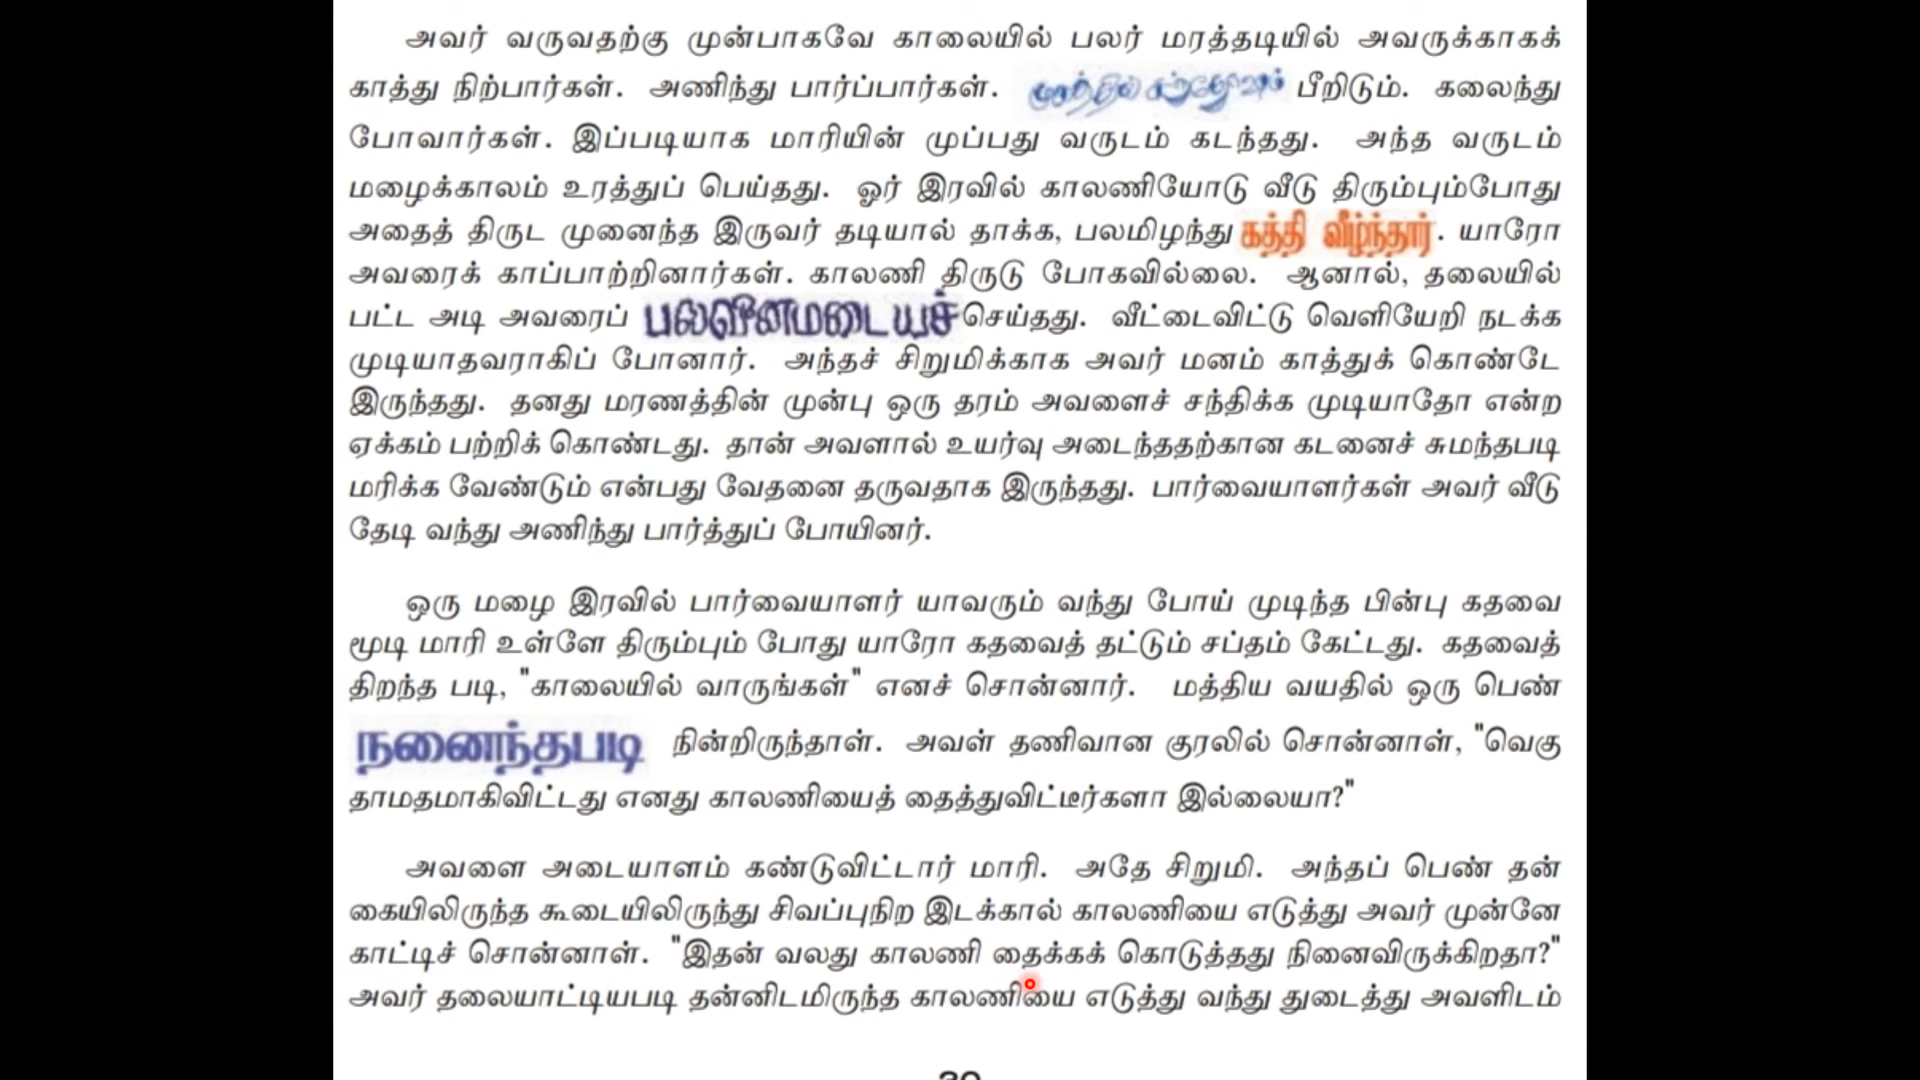 அவர் வருவதற்கு முன்பாகவே காலையில் பலர் மரத்தடியில் அவருக்காகக்
காத்து நிற்பார்கள். அணிந்து பார்ப்பார்கள். முகத்தில் சந்தோஷம் பீறிடும். கலைந்து
போவார்கள். இப்படியாக மாரியின் முப்பது வருடம் கடந்தது. அந்த வருடம்
மழைக்காலம் உரத்துப் பெய்தது. ஓர் இரவில் காலணியோடு வீடு திரும்பும்போது
அதைத் திருட முனைந்த இருவர் தடியால் தாக்க, பலமிழந்து கத்தி வீழ்ந்தார். யாரோ
அவரைக் காப்பாற்றினார்கள். காலணி திருடு போகவில்லை. ஆனால், தலையில்
பட்ட அடி அவரைப் பலவீனமடையச் செய்தது. வீட்டைவிட்டு வெளியேறி நடக்க
முடியாதவராகிப் போனார். அந்தச் சிறுமிக்காக அவர் மனம் காத்துக் கொண்டே
இருந்தது. தனது மரணத்தின் முன்பு ஒரு தரம் அவளைச் சந்திக்க முடியாதோ என்ற
ஏக்கம் பற்றிக் கொண்டது. தான் அவளால் உயர்வு அடைந்ததற்கான கடனைச் சுமந்தபடி
மரிக்க வேண்டும் என்பது வேதனை தருவதாக இருந்தது. பார்வையாளர்கள் அவர் வீடு
தேடி வந்து அணிந்து பார்த்துப் போயினர்.
ஒரு மழை இரவில் பார்வையாளர் யாவரும் வந்து போய் முடிந்த பின்பு கதவை
மூடி மாரி உள்ளே திரும்பும் போது யாரோ கதவைத் தட்டும் சப்தம் கேட்டது. கதவைத்
திறந்த படி, "காலையில் வாருங்கள்" எனச் சொன்னார். மத்திய வயதில் ஒரு பெண்
நனைந்தபடி நின்றிருந்தாள். அவள் தணிவான குரலில் சொன்னாள், "வெகு
தாமதமாகிவிட்டது எனது காலணியைத் தைத்துவிட்டீர்களா இல்லையா?"
அவளை அடையாளம் கண்டுவிட்டார் மாரி. அதே சிறுமி. அந்தப் பெண் தன்
கையிலிருந்த கூடையிலிருந்து சிவப்புநிற இடக்கால் காலணியை எடுத்து அவர் முன்னே
காட்டிச் சொன்னாள். "இதன் வலது காலணி தைக்கக் கொடுத்தது நினைவிருக்கிறதா?"
அவர் தலையாட்டியபடி தன்னிடமிருந்த காலணியை எடுத்து வந்து துடைத்து அவளிடம்